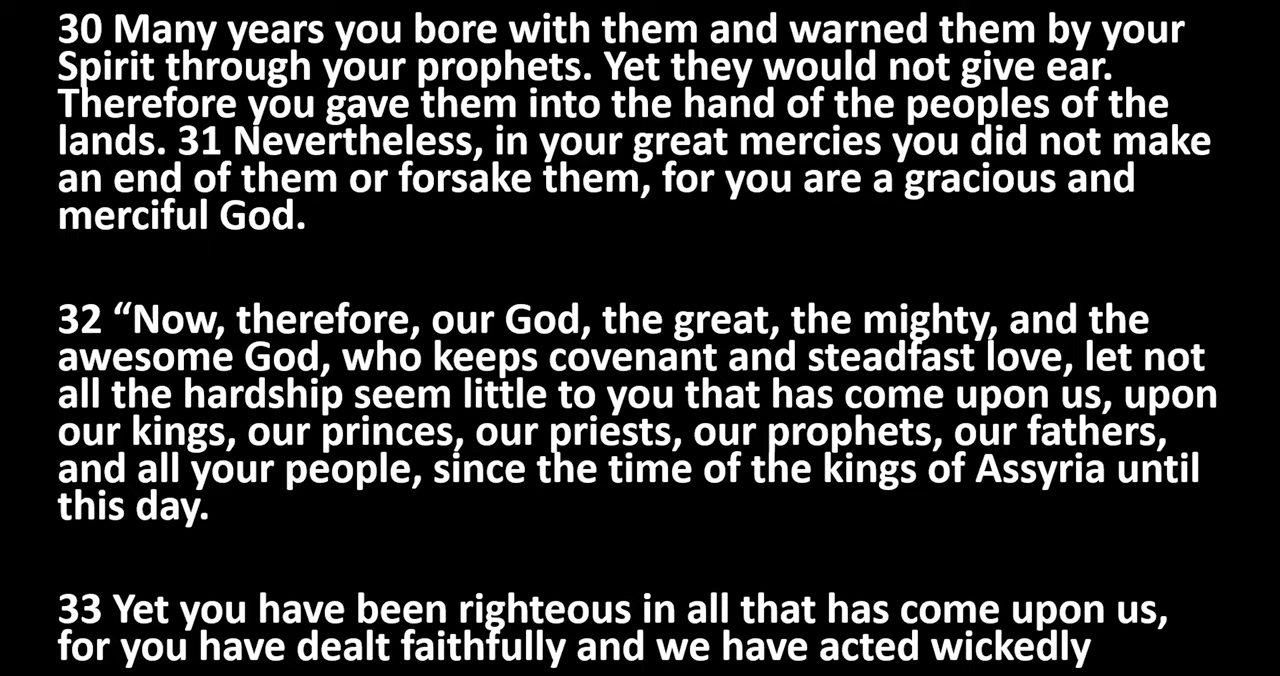 30 Many years you bore with them and warned them by your
Spirit through your prophets. Yet they would not give ear.
Therefore you gave them into the hand of the peoples of the
lands. 31 Nevertheless, in your great mercies you did not make
an end of them or forsake them, for you are a gracious and
merciful God.
32 “Now, therefore, our God, the great, the mighty, and the
awesome God, who keeps covenant and steadfast love, let not
all the hardship seem little to you that has come upon us, upon
our kings, our princes, our priests, our prophets, our fathers,
and all your people, since the time of the kings of Assyria until
this day.
33 Yet you have been righteous in all that has come upon us,
for you have dealt faithfully and we have acted wickedly